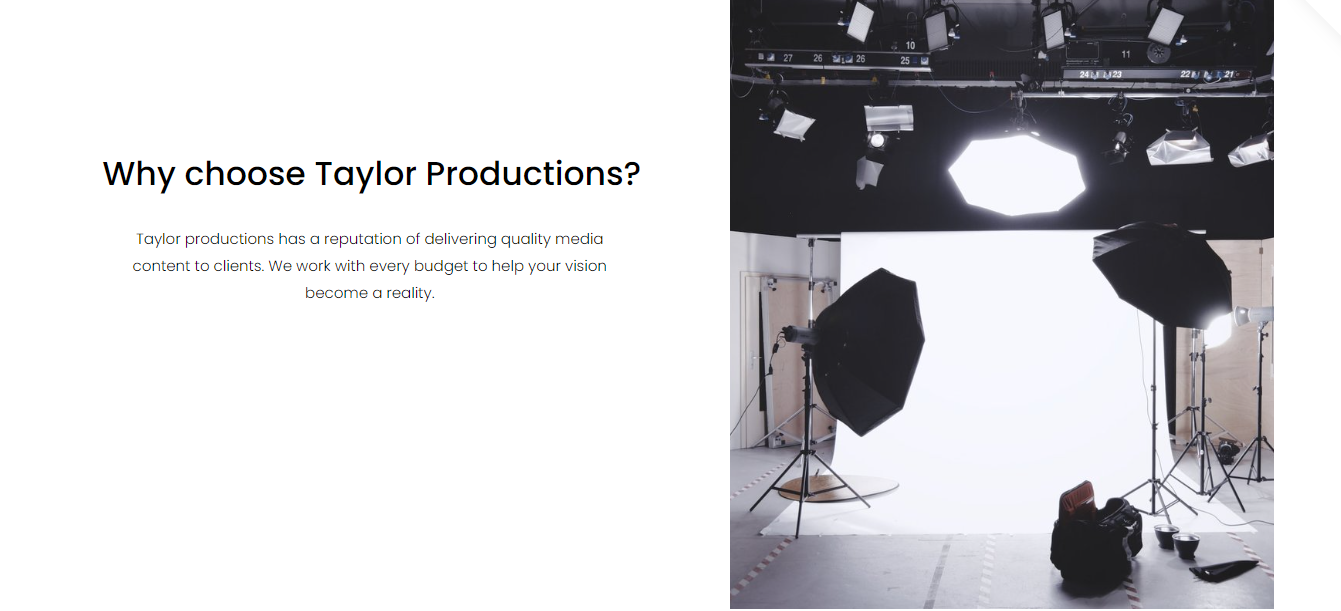 Why choose Taylor Productions?
Taylor productions has a reputation of delivering quality media
content to clients. We work with every budget to help your vision
become a reality.
10
27 26 26 25
11
24 23 22 21